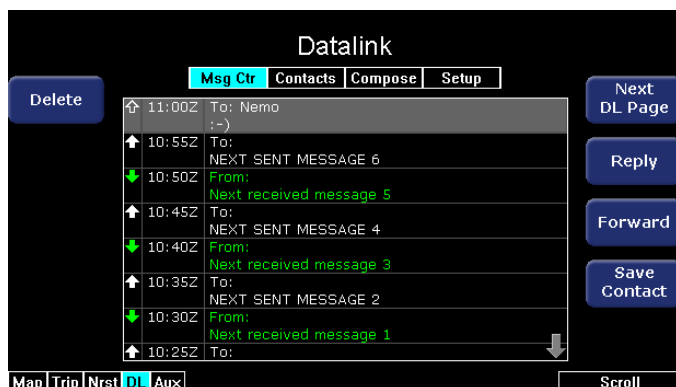 Datalink
Msg Ctr Contacts Compose Setup
Delete
Next
DL Page
Reply
Forward
Save
Contact
11:00Z To: Nemo
:-)
10:55Z To:
NEXT SENT MESSAGE 6
10:50Z From:
Next received message 5
10:45Z To:
NEXT SENT MESSAGE 4
10:40Z From:
Next received message 3
10:35Z To:
NEXT SENT MESSAGE 2
10:30Z From:
Next received message 1
10:25Z To:
Map Trip Nrst DL Aux
Scroll